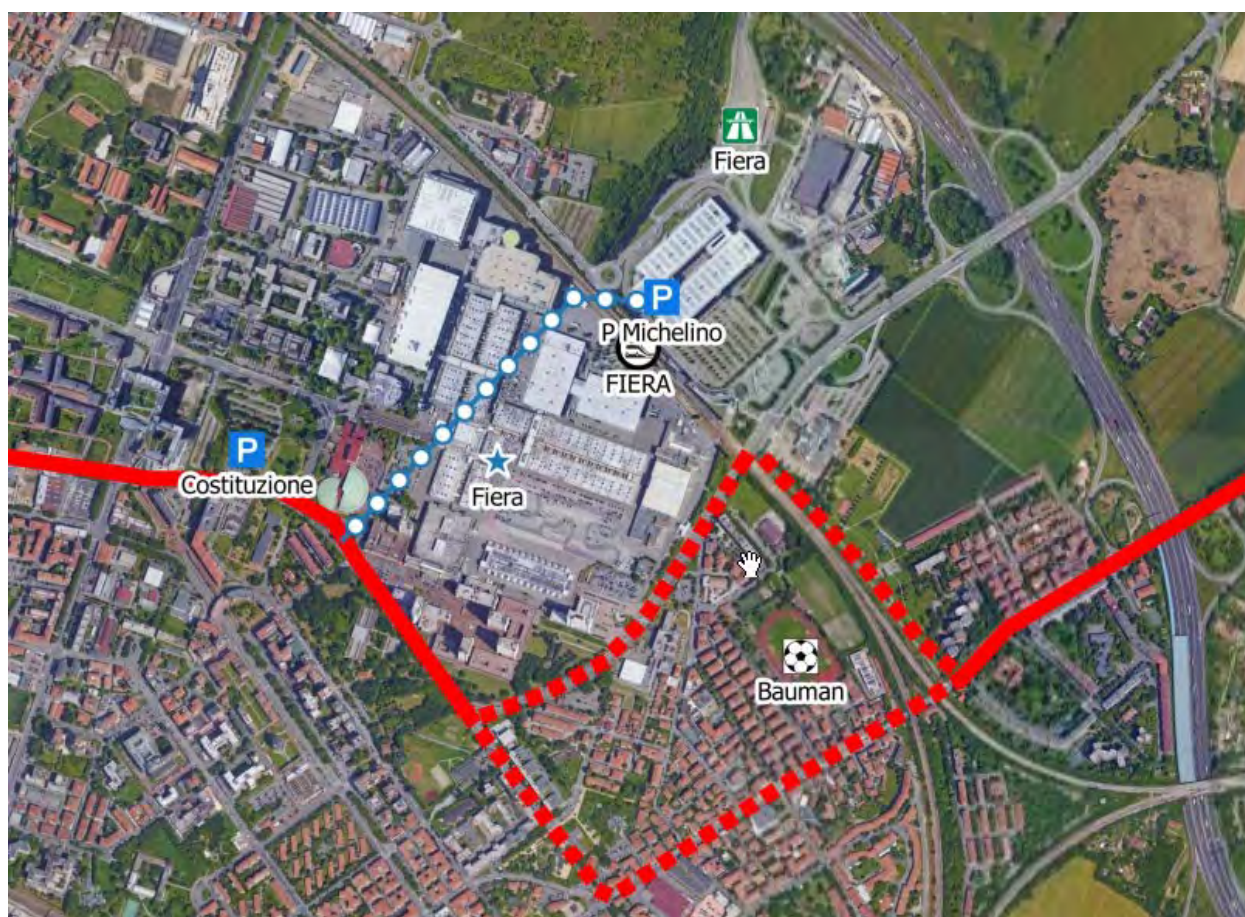 Fiera
P
P Michelino
FIERA
P
Costituzione
Fiera
Bauman